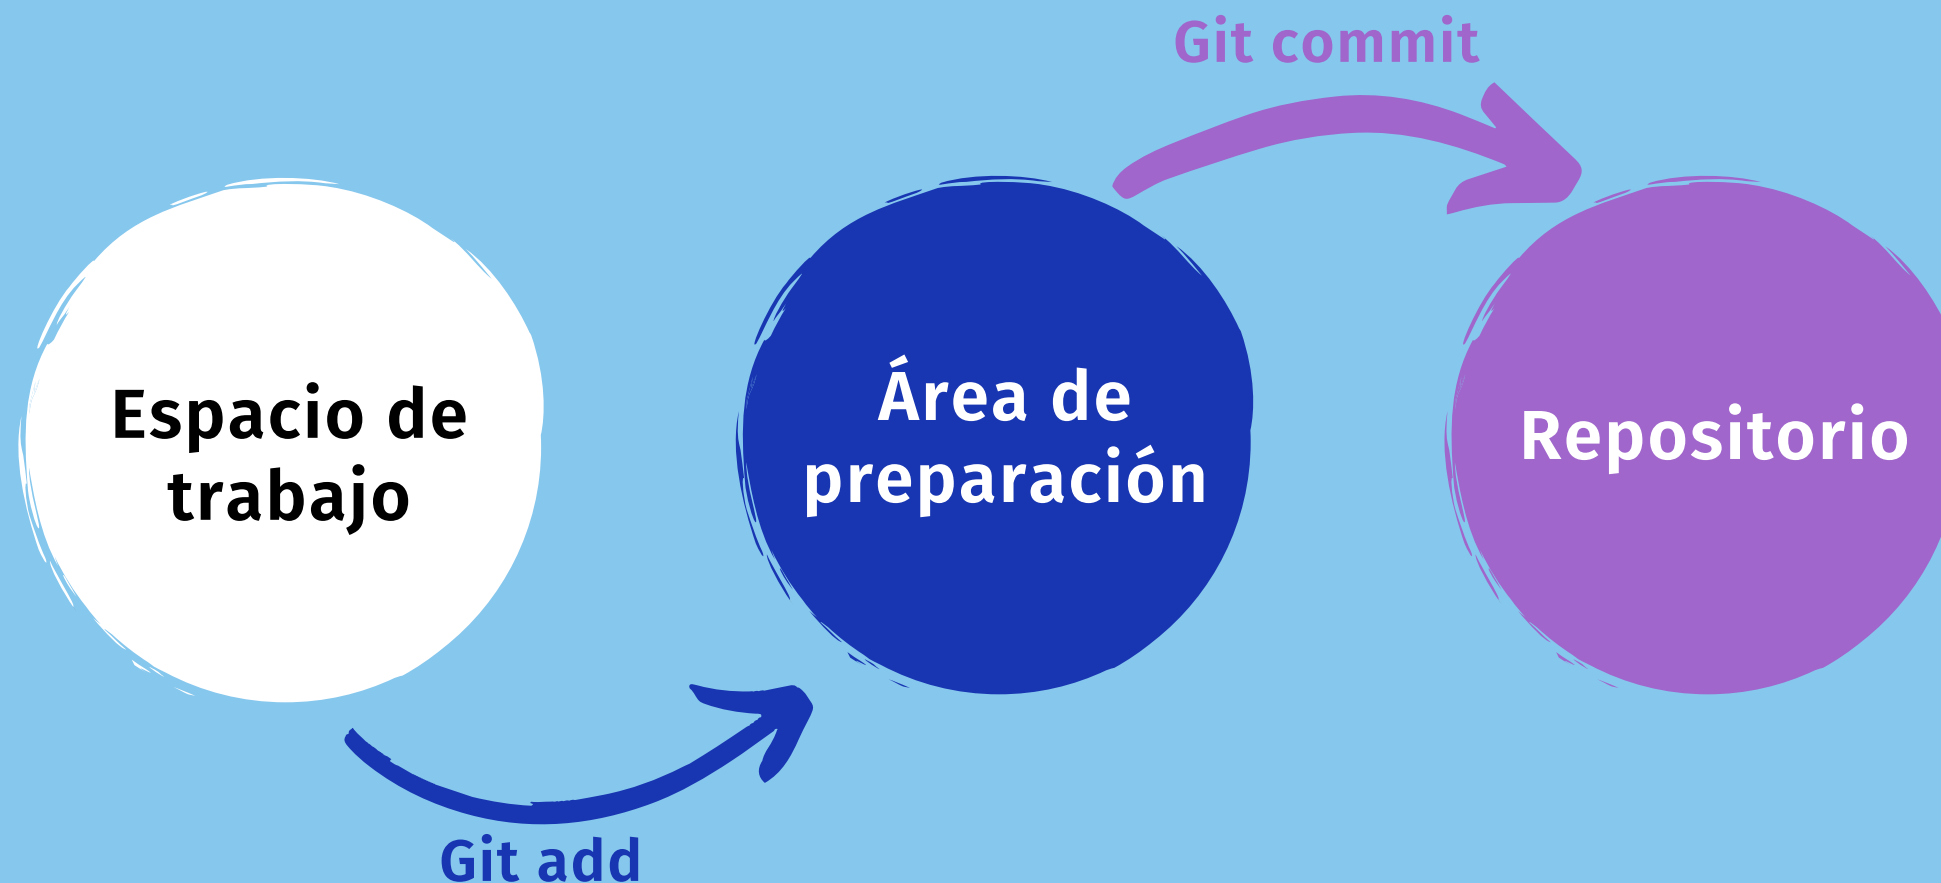 Git commit
Espacio de
trabajo
Área de
preparación
Repositorio
Git add